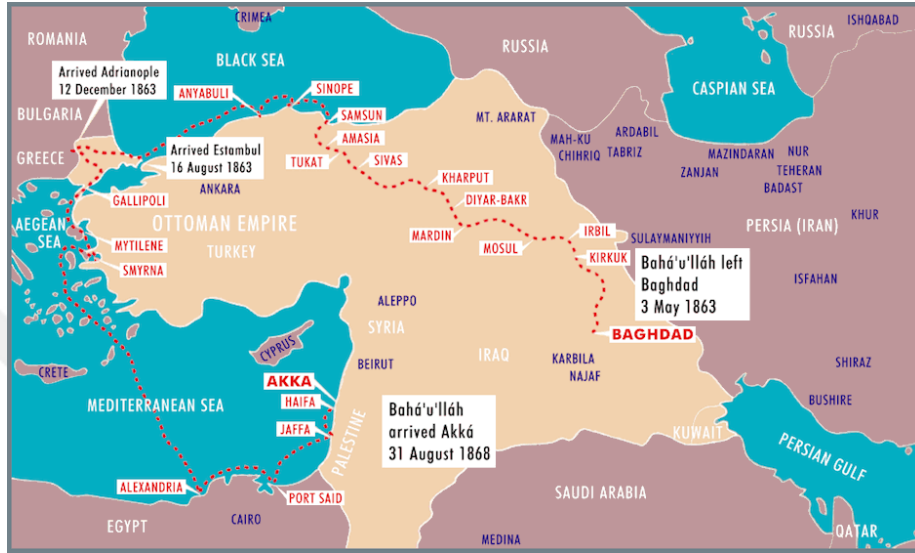 CRIMEA
ISHQABAD
ROMANIA
RUSSIA
RUSSIA
BLACK SEA
Arrived Adrianople
12 December 1863
CASPIAN SEA
ANYABULI
SINOPE
BULGARIA
SAMSUN
MT. ARARAT
ARDABIL
MAH-KU
CHIHRIQ
TABRIZ
AMASIA
Arrived Estambul
16 August 1863
GREECE
TUKAT
SIVAS
MAZINDARAN
NUR
ZANJAN
TEHERAN
BADAST
KHARPUT
ANKARA
GALLIPOLI
DIYAR-BAKR
OTTOMAN EMPIRE
TURKEY
AEGEAN
SEA
MARDIN
MOSUL
IRBIL
SULAYMANIYYIH
KIRKUK
PERSIA (IRAN)
KHUR
MYTILENE
SMYRNA
Bahá'u'lláh left
Baghdad
3 May 1863
ISFAHAN
ALEPPO
SYRIA
BAGHDAD
CYPRUS
BEIRUT
IRAQ
KARBILA
NAJAF
CRETE
SHIRAZ
AKKA
HAIFA
BUSHIRE
MEDITERRANEAN SEA
JAFFA
PALESTINE
Bahá'u'lláh
arrived Akká
31 August 1868
KUWAIT
PERSIAN GULF
ALEXANDRIA
PORT SAID
SAUDI ARABIA
EGYPT
CAIRO
MEDINA
QATAR